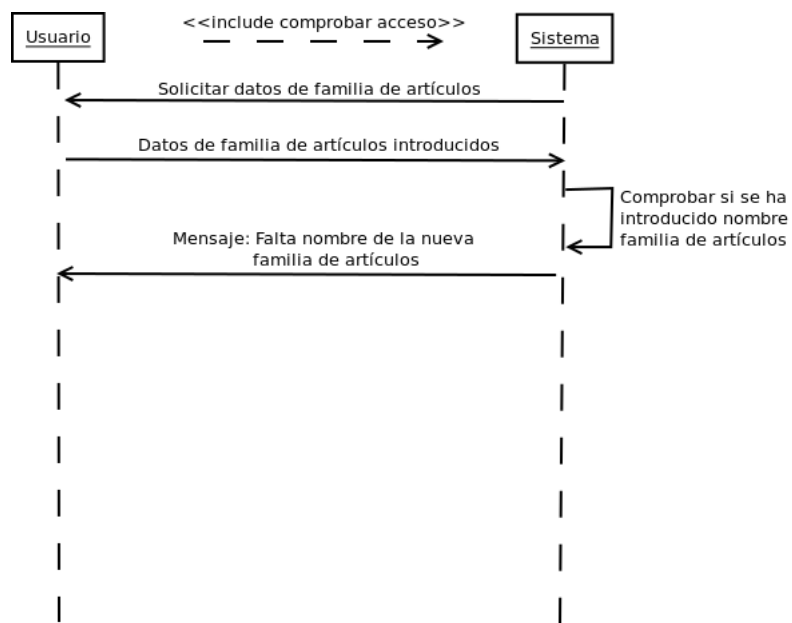 <<include comprobar acceso>>
Usuario
Sistema
Solicitar datos de familia de artículos
Datos de familia de artículos introducidos
Comprobar si se ha
introducido nombre
familia de artículos
Mensaje: Falta nombre de la nueva
familia de artículos